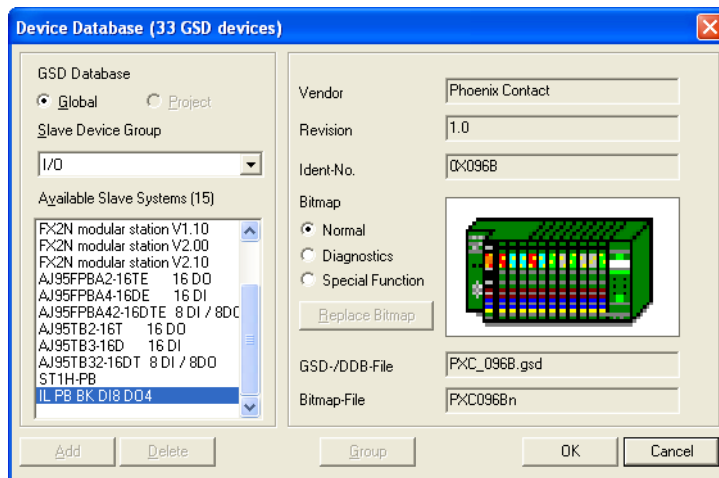 Device Database (33 GSD devices)
GSD Database
Global
Project
Slave Device Group
I/O
Available Slave Systems (15)
FX2N modular station V1.10
FX2N modular station V2.00
FX2N modular station V2.10
AJ95FPBA2-16TE 16 DO
AJ95FPBA4-16DE 16 DI
AJ95FPBA42-16DTE 8 DI / 8DO
AJ95TB2-16T 16 DO
AJ95TB3-16D 16 DI
AJ95TB32-16DT 8 DI / 8DO
ST1H-PB
IL PB BK DI8 DO4
Add
Delete
Vendor
Phoenix Contact
Revision
1.0
Ident-No.
0X096B
Bitmap
Normal
Diagnostics
Special Function
Replace Bitmap
GSD-/DDB-File
PXC_096B.gsd
Bitmap-File
PXC096Bn
Group
OK
Cancel